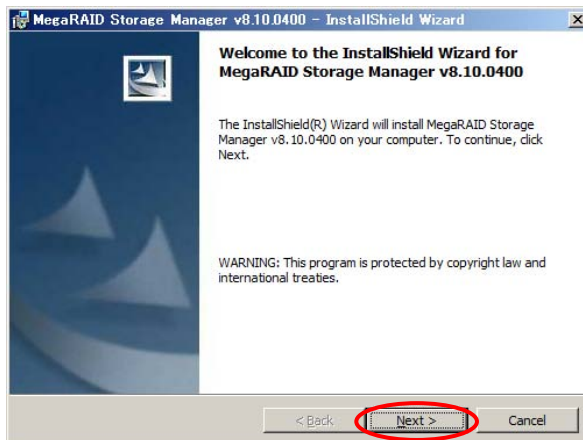 MegaRAID Storage Manager v8.10.0400 - InstallShield Wizard
Welcome to the InstallShield Wizard for
MegaRAID Storage Manager v8.10.0400
The InstallShield(R) Wizard will install MegaRAID Storage
Manager v8.10.0400 on your computer. To continue, click
Next.
WARNING: This program is protected by copyright law and
international treaties.
< Back
Next >
Cancel